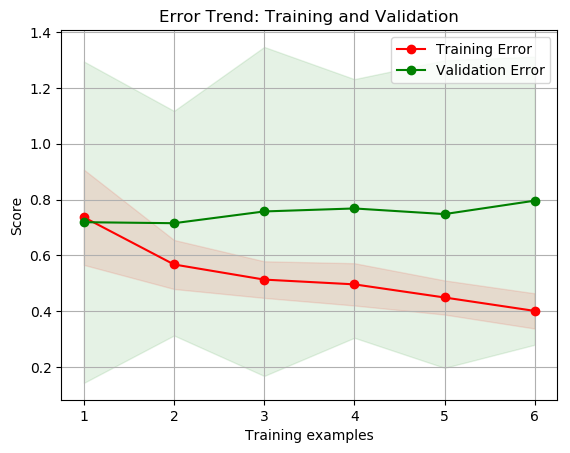 Error Trend: Training and Validation
1.4
1.2
1.0
0.8
0.6
0.4
0.2
Score
Training Error
Validation Error
1 2 3 4 5 6
Training examples